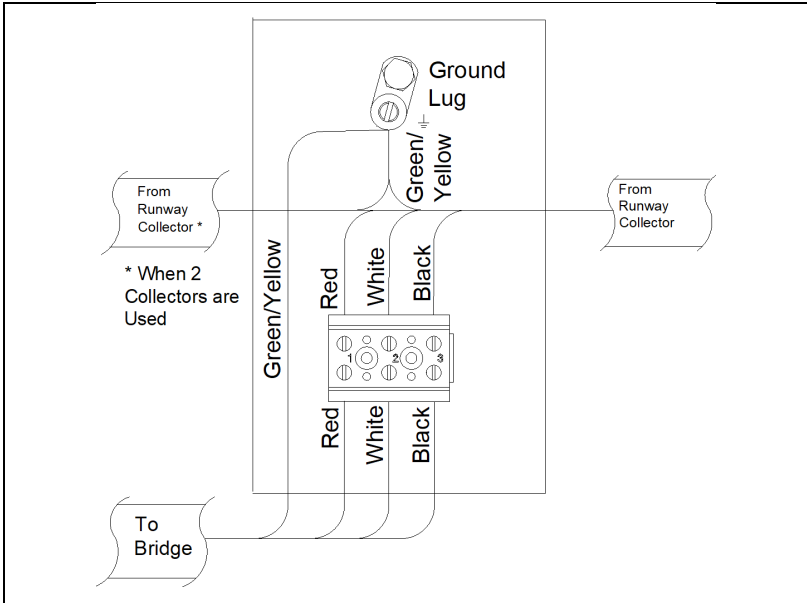 Ground
Lug
Green/
Yellow
From
Runway
Collector *
From
Runway
Collector
* When 2
Collectors are
Used
Green/Yellow
Red
White
Black
1
2
3
Red
White
Black
To
Bridge